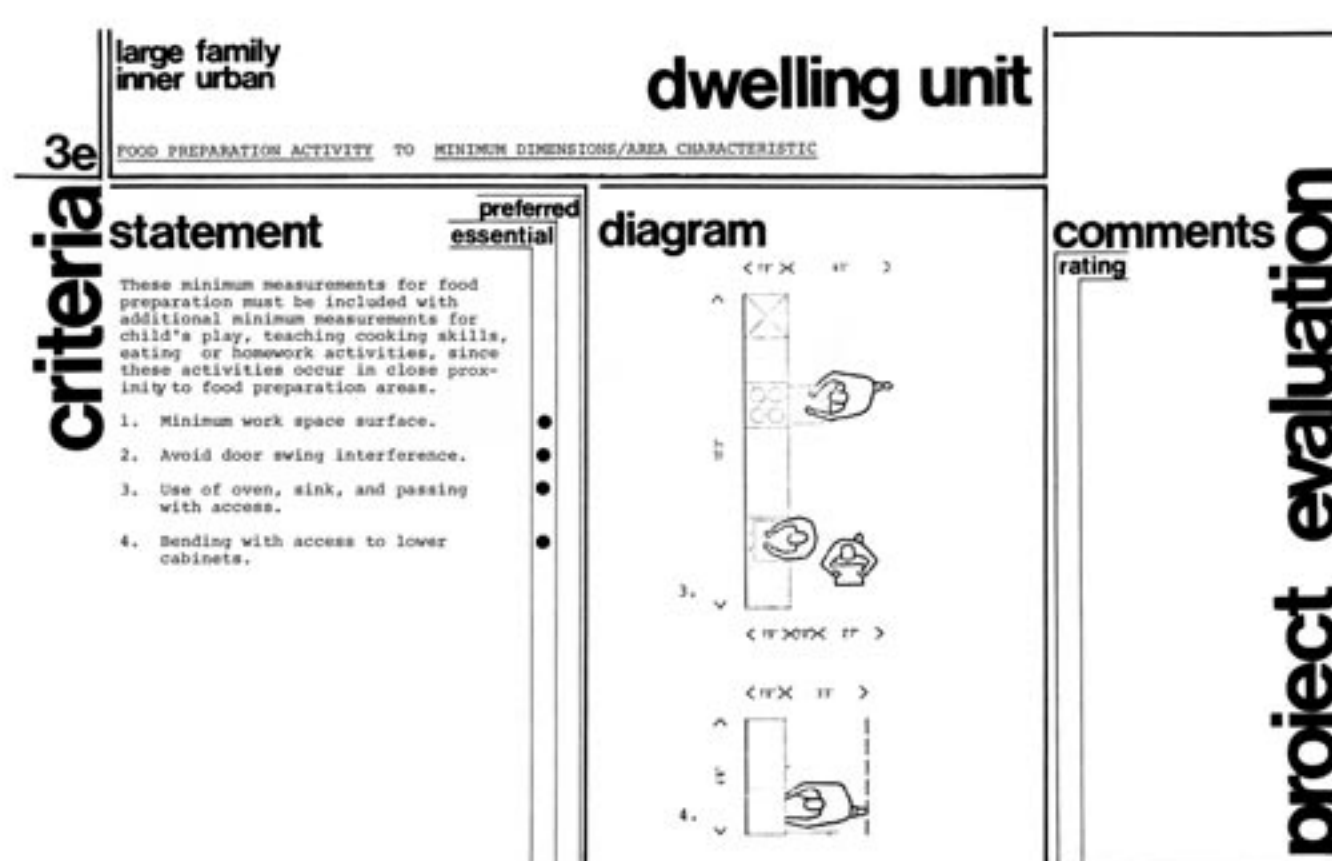 large family
inner urban
dwelling unit
3e
FOOD PREPARATION ACTIVITY TO MINIMUM DIMENSIONS/AREA CHARACTERISTIC
criteria
statement
preferred
essential
These minimum measurements for food
preparation must be included with
additional minimum measurements for
child's play, teaching cooking skills,
eating or homework activities, since
these activities occur in close prox-
inity to food preparation areas.
1. Minimum work space surface.
2. Avoid door swing interference.
3. Use of oven, sink, and passing
with access.
4. Bending with access to lower
cabinets.
diagram
3.
4.
comments
rating
project evaluation